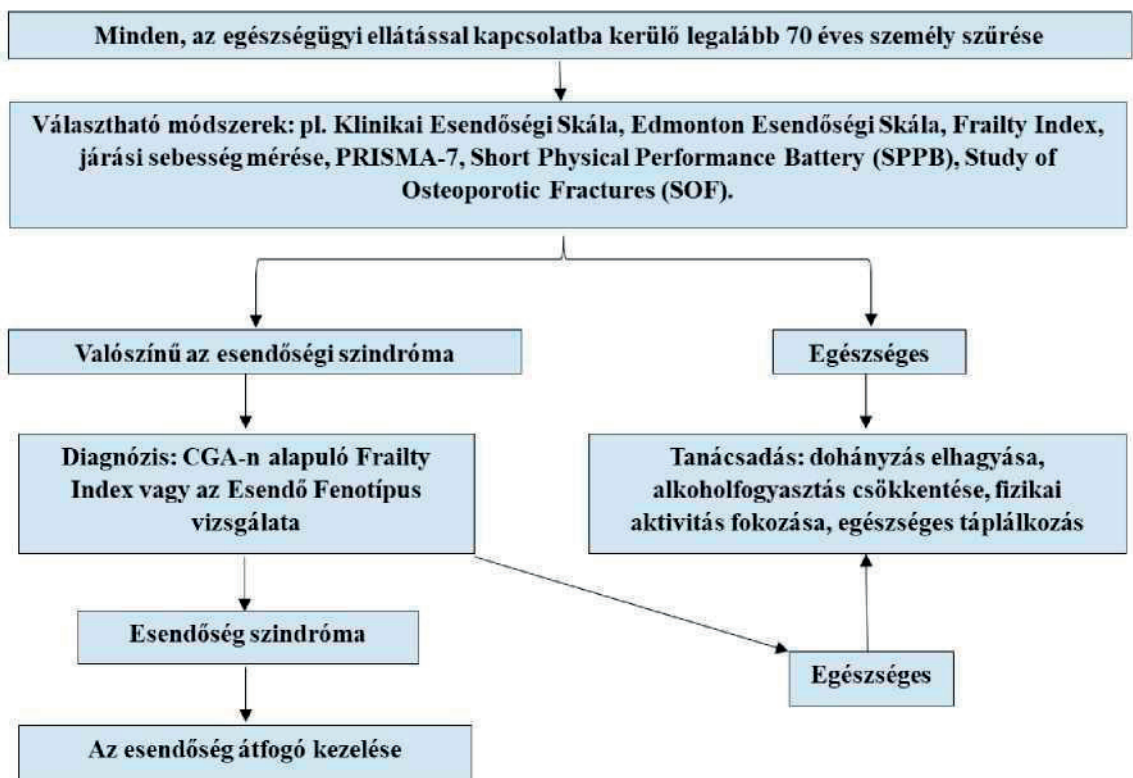 Minden, az egészségügyi ellátással kapcsolatba kerülő legalább 70 éves személy szűrése
Választható módszerek: pl. Klinikai Esendőségi Skála, Edmonton Esendőségi Skála, Frailty Index,
járási sebesség mérése, PRISMA-7, Short Physical Performance Battery (SPPB), Study of
Osteoporotic Fractures (SOF).
Valószínű az esendőségi szindróma
Egészséges
Diagnózis: CGA-n alapuló Frailty
Index vagy az Esendő Fenotípus
vizsgálata
Tanácsadás: dohányzás elhagyása,
alkoholfogyasztás csökkentése, fizikai
aktivitás fokozása, egészséges táplálkozás
Esendőség szindróma
Egészséges
Az esendőség átfogó kezelése